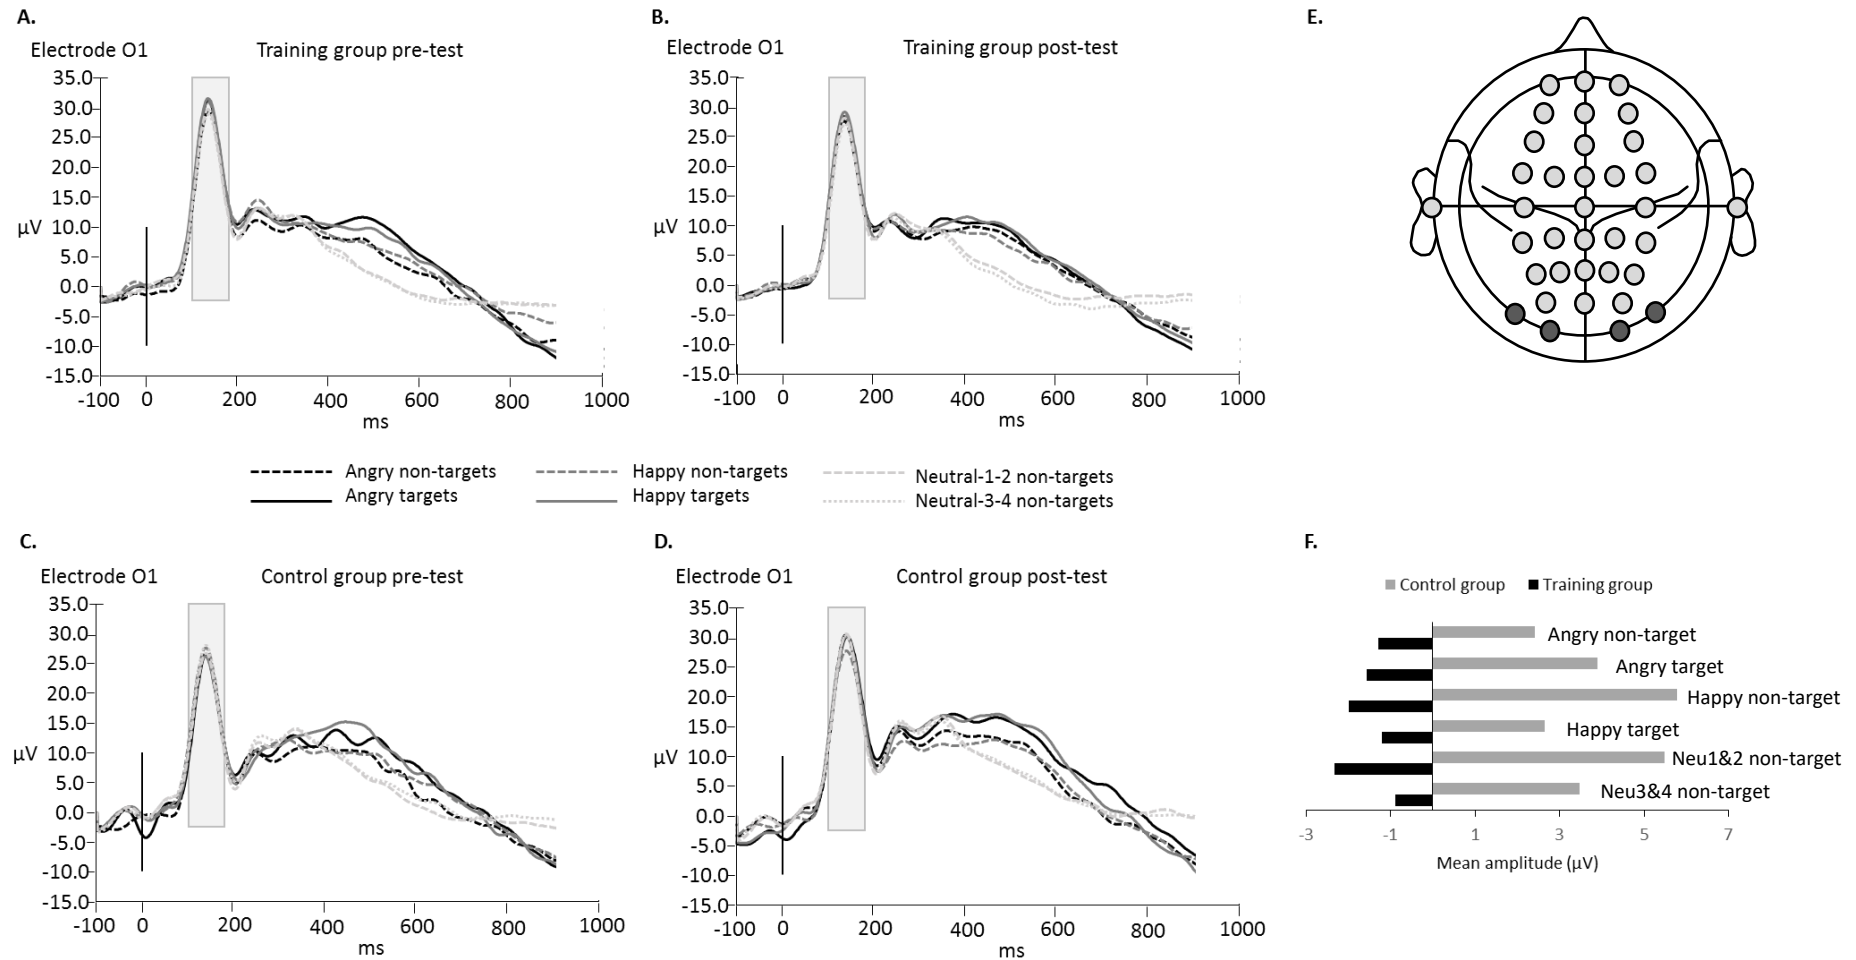 A.
Electrode O1 Training group pre-test
35.0
30.0
25.0
20.0
15.0
µV 10.0
5.0
0.0
-5.0
-10.0
-15.0
-100 0 200 400 600 800 1000
ms
B.
Electrode O1 Training group post-test
35.0
30.0
25.0
20.0
15.0
µV 10.0
5.0
0.0
-5.0
-10.0
-15.0
-100 0 200 400 600 800 1000
ms
E.
Angry non-targets Happy non-targets Neutral-1-2 non-targets
Angry targets Happy targets Neutral-3-4 non-targets
C.
Electrode O1 Control group pre-test
35.0
30.0
25.0
20.0
15.0
µV 10.0
5.0
0.0
-5.0
-10.0
-15.0
-100 0 200 400 600 800 1000
ms
D.
Electrode O1 Control group post-test
35.0
30.0
25.0
20.0
15.0
µV 10.0
5.0
0.0
-5.0
-10.0
-15.0
-100 0 200 400 600 800 1000
ms
F.
Control group Training group
Angry non-target
Angry target
Happy non-target
Happy target
Neu1&2 non-target
Neu3&4 non-target
-3 -1 1 3 5 7
Mean amplitude (µV)